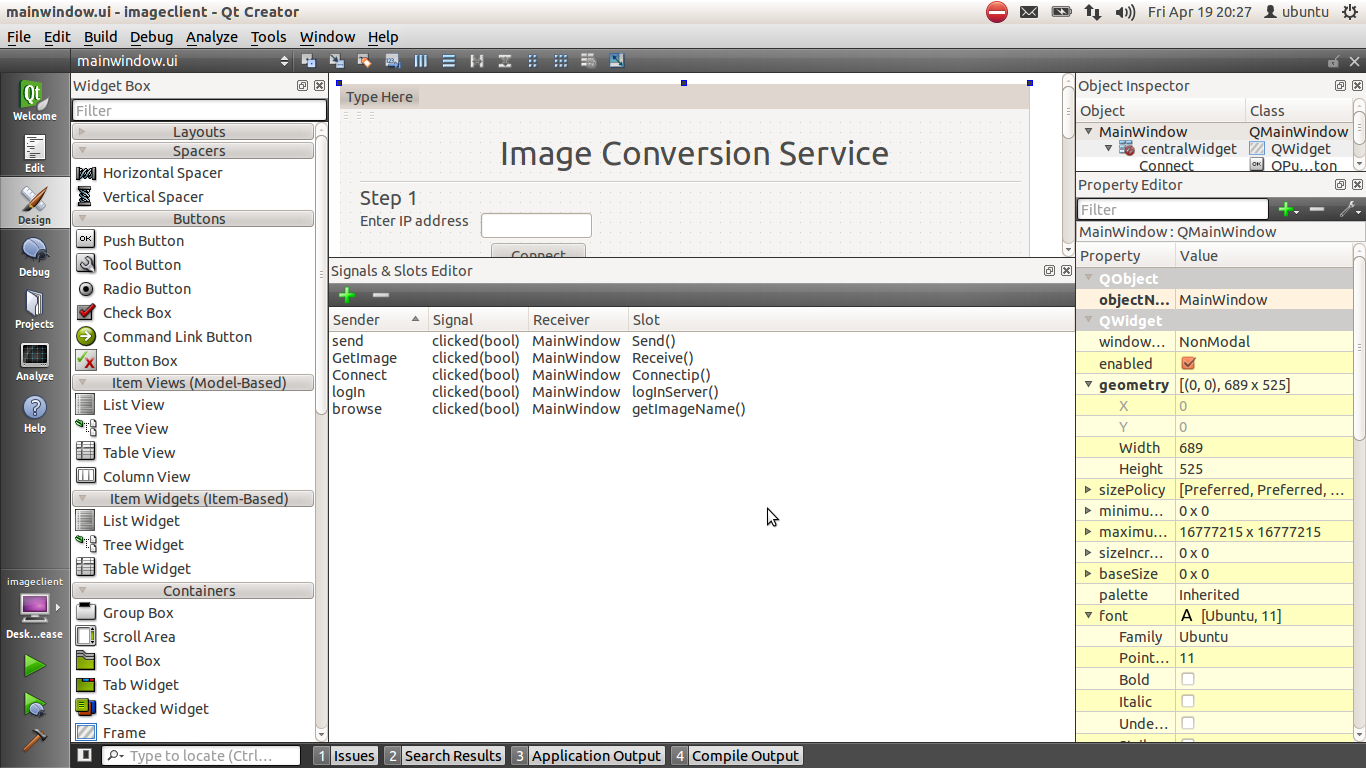 mainwindow.ui - imageclient - Qt Creator
Fri Apr 19 20:27 ubuntu
File Edit Build Debug Analyze Tools Window Help
mainwindow.ui
Qt
Welcome
Edit
Design
Debug
Projects
Analyze
Help
imageclient
Desk...ease
Widget Box
Filter
Layouts
Spacers
Horizontal Spacer
Vertical Spacer
Buttons
OK Push Button
Tool Button
Radio Button
Check Box
Command Link Button
Button Box
Item Views (Model-Based)
List View
Tree View
Table View
Column View
Item Widgets (Item-Based)
List Widget
Tree Widget
Table Widget
Containers
Group Box
Scroll Area
Tool Box
Tab Widget
Stacked Widget
Frame
Type Here
Image Conversion Service
Step 1
Enter IP address
Connect
Signals & Slots Editor
Sender Signal Receiver Slot
send clicked(bool) MainWindow Send()
GetImage clicked(bool) MainWindow Receive()
Connect clicked(bool) MainWindow Connectip()
logIn clicked(bool) MainWindow logInServer()
browse clicked(bool) MainWindow getImageName()
Object Inspector
Object Class
MainWindow QMainWindow
centralWidget QWidget
Connect OK QPu...ton
Property Editor
Filter
MainWindow : QMainWindow
Property Value
QObject
objectN... MainWindow
QWidget
window... NonModal
enabled
geometry [(0, 0), 689 x 525]
X 0
Y 0
Width 689
Height 525
sizePolicy [Preferred, Preferred, ...
minimu... 0 x 0
maximu... 16777215 x 16777215
sizeIncr... 0 x 0
baseSize 0 x 0
palette Inherited
font A [Ubuntu, 11]
Family Ubuntu
Point... 11
Bold
Italic
Unde...
Type to locate (Ctrl...
1 Issues 2 Search Results 3 Application Output 4 Compile Output